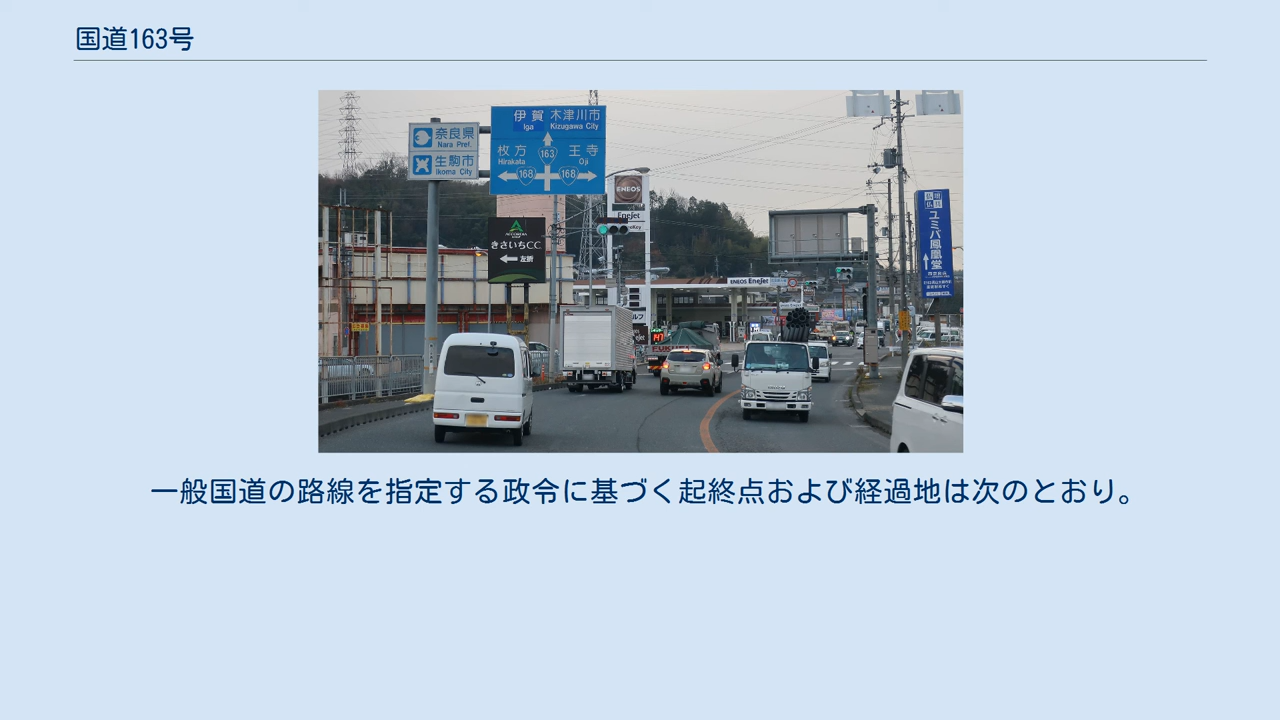 国道163号
奈良県
Nara Pref.
生駒市
Ikoma City
伊賀 木津川市
Iga Kizugawa City
枚方 163 王寺
Hirakata Oji
168 168
ENEOS
EneJet
きさいちCC
左折
ENEOS EneJet
ユミバ鳳凰堂
一般国道の路線を指定する政令に基づく起終点および経過地は次のとおり。